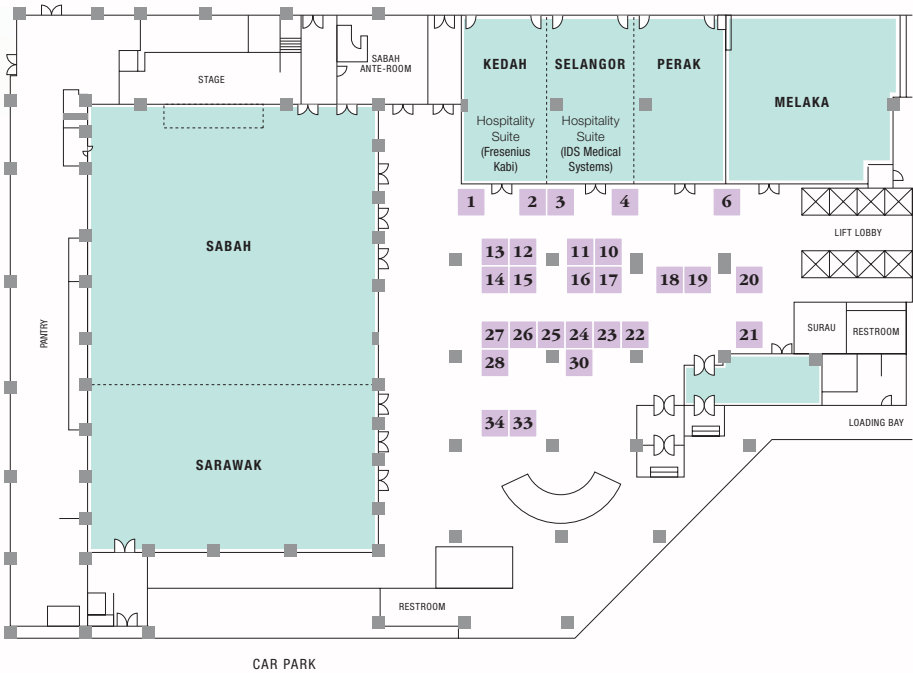 SABAH
ANTE-ROOM
STAGE
KEDAH
SELANGOR
PERAK
MELAKA
Hospitality
Suite
(Fresenius
Kabi)
Hospitality
Suite
(IDS Medical
Systems)
1 2 3 4 6
LIFT LOBBY
SABAH
13 12 11 10
14 15 16 17 18 19 20
PANTRY
27 26 25 24 23 22 21
SURAU
RESTROOM
28 30
34 33
LOADING BAY
SARAWAK
RESTROOM
CAR PARK